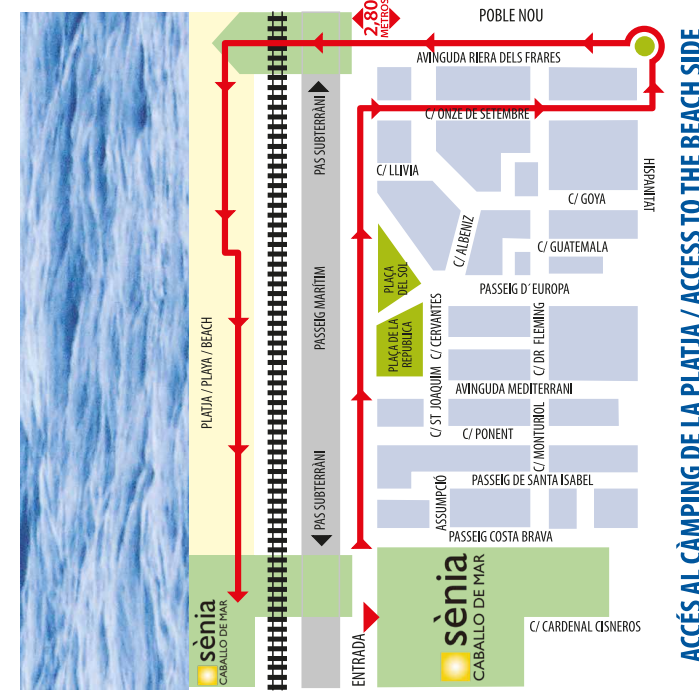 2,80
METROS
POBLE NOU
AVINGUDA RIERA DELS FRARES
PAS SUBTERRÀNI
C/ ONZE DE SETEMBRE
C/ LLIVIA
HISPANITAT
C/ GOYA
C/ ALBENIZ
C/ GUATEMALA
PLAÇA
DEL SOL
PASSEIG D´EUROPA
PLATJA / PLAYA / BEACH
PASSEIG MARÍTIM
PLAÇA DE LA
REPUBLICA
C/ CERVANTES
C/ DR FLEMING
AVINGUDA MEDITERRANI
C/ ST JOAQUIM
C/ PONENT
C/ MONTURIOL
PAS SUBTERRÀNI
ASSUMPCIÓ
PASSEIG DE SANTA ISABEL
PASSEIG COSTA BRAVA
sènia
CABALLO DE MAR
ENTRADA
sènia
CABALLO DE MAR
C/ CARDENAL CISNEROS
ACCÉS AL CÀMPING DE LA PLATJA / ACCESS TO THE BEACH SIDE